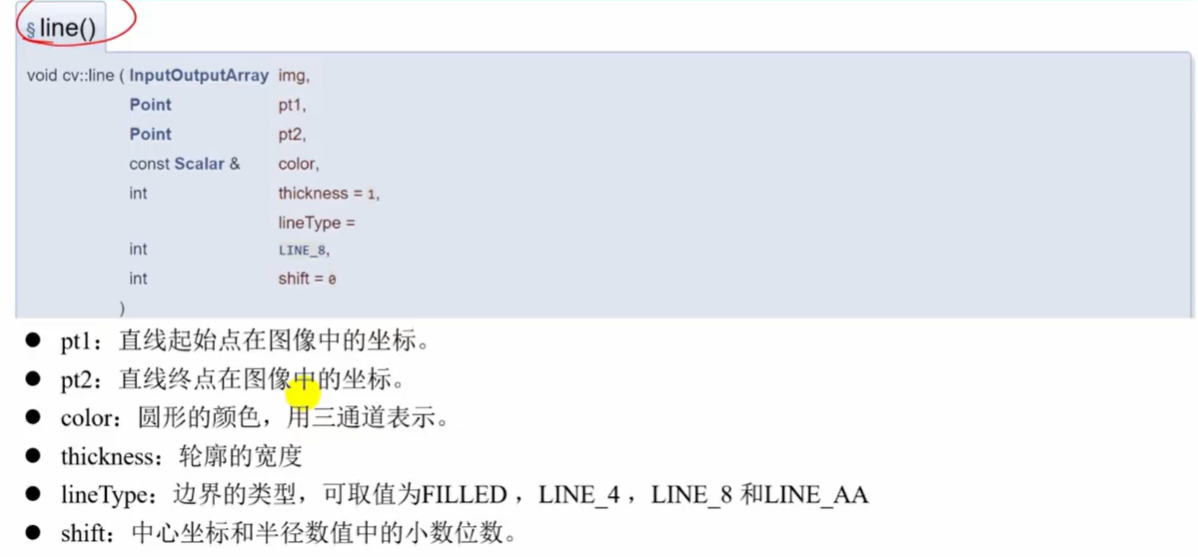 § line()
void cv::line ( InputOutputArray img,
Point pt1,
Point pt2,
const Scalar & color,
int thickness = 1,
lineType =
int LINE_8,
int shift = 0
)
● pt1：直线起始点在图像中的坐标。
● pt2：直线终点在图像中的坐标。
● color：圆形的颜色，用三通道表示。
● thickness：轮廓的宽度
● lineType：边界的类型，可取值为FILLED ，LINE_4 ，LINE_8 和LINE_AA
● shift：中心坐标和半径数值中的小数位数。